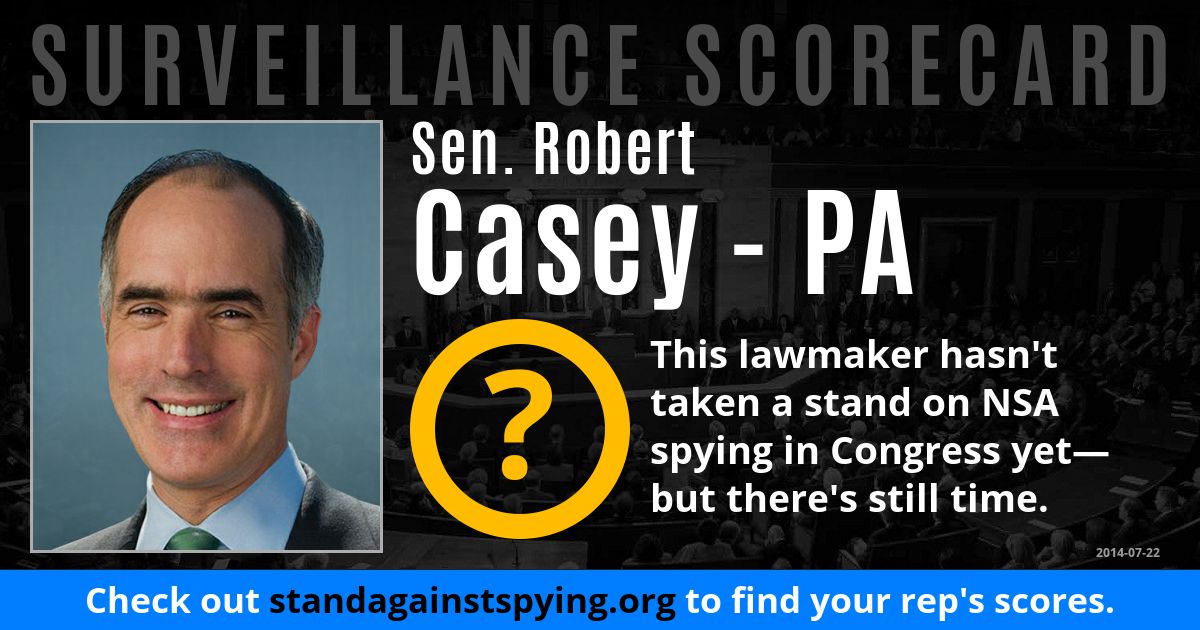 SURVEILLANCE SCORECARD
Sen. Robert
Casey - PA
?
This lawmaker hasn't
taken a stand on NSA
spying in Congress yet—
but there's still time.
2014-07-22
Check out standagainstspying.org to find your rep's scores.